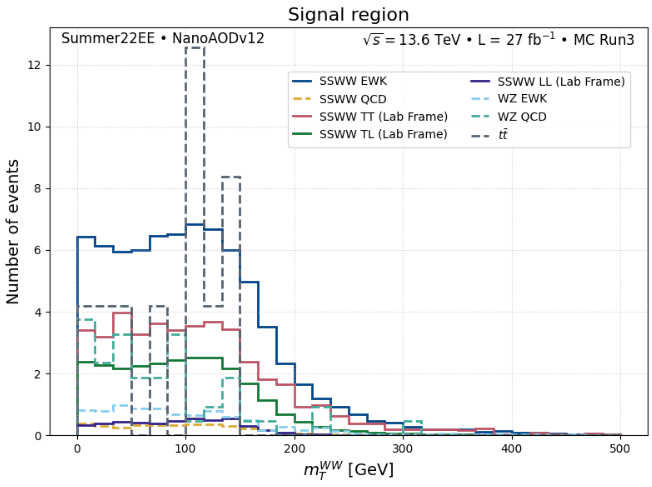 Signal region
Summer22EE • NanoAODv12
√s = 13.6 TeV • L = 27 fb⁻¹ • MC Run3
SSWW EWK
SSWW QCD
SSWW TT (Lab Frame)
SSWW TL (Lab Frame)
SSWW LL (Lab Frame)
WZ EWK
WZ QCD
tt̄
Number of events
12
10
8
6
4
2
0
0 100 200 300 400 500
m_T^{WW} [GeV]